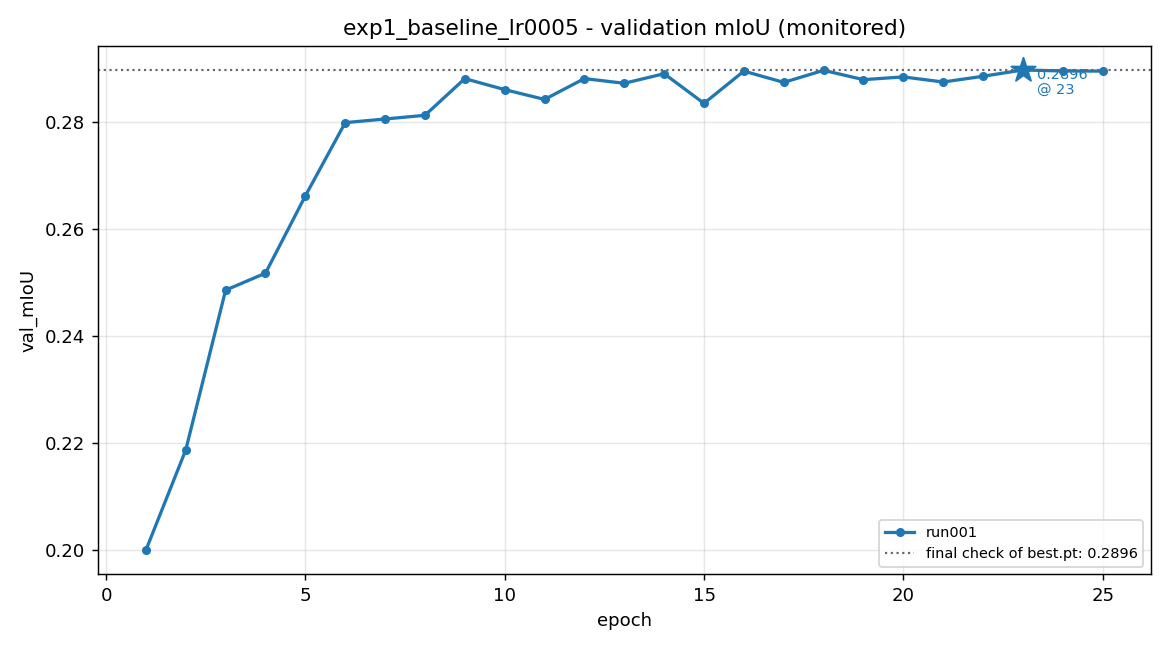 exp1_baseline_lr0005 - validation mIoU (monitored)
0.2896
@ 23
0.28
0.26
0.24
0.22
0.20
val_mIoU
run001
final check of best.pt: 0.2896
0 5 10 15 20 25
epoch